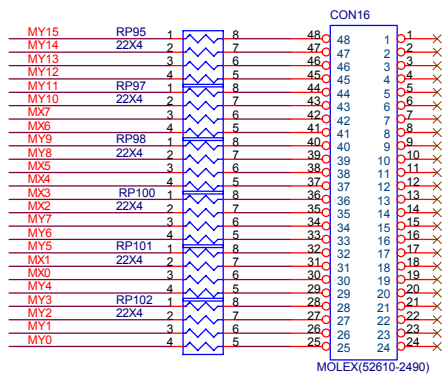 CON16
MY15 RP95 1 8 48 48 1 1
MY14 22X4 2 7 47 47 2 2
MY13 3 6 46 46 3 3
MY12 4 5 45 45 4 4
MY11 RP97 1 8 44 44 5 5
MY10 22X4 2 7 43 43 6 6
MX7 3 6 42 42 7 7
MX6 4 5 41 41 8 8
MY9 RP98 1 8 40 40 9 9
MY8 22X4 2 7 39 39 10 10
MX5 3 6 38 38 11 11
MX4 4 5 37 37 12 12
MX3 RP100 1 8 36 36 13 13
MX2 22X4 2 7 35 35 14 14
MY7 3 6 34 34 15 15
MY6 4 5 33 33 16 16
MY5 RP101 1 8 32 32 17 17
MX1 22X4 2 7 31 31 18 18
MX0 3 6 30 30 19 19
MY4 4 5 29 29 20 20
MY3 RP102 1 8 28 28 21 21
MY2 22X4 2 7 27 27 22 22
MY1 3 6 26 26 23 23
MY0 4 5 25 25 24 24
MOLEX(52610-2490)